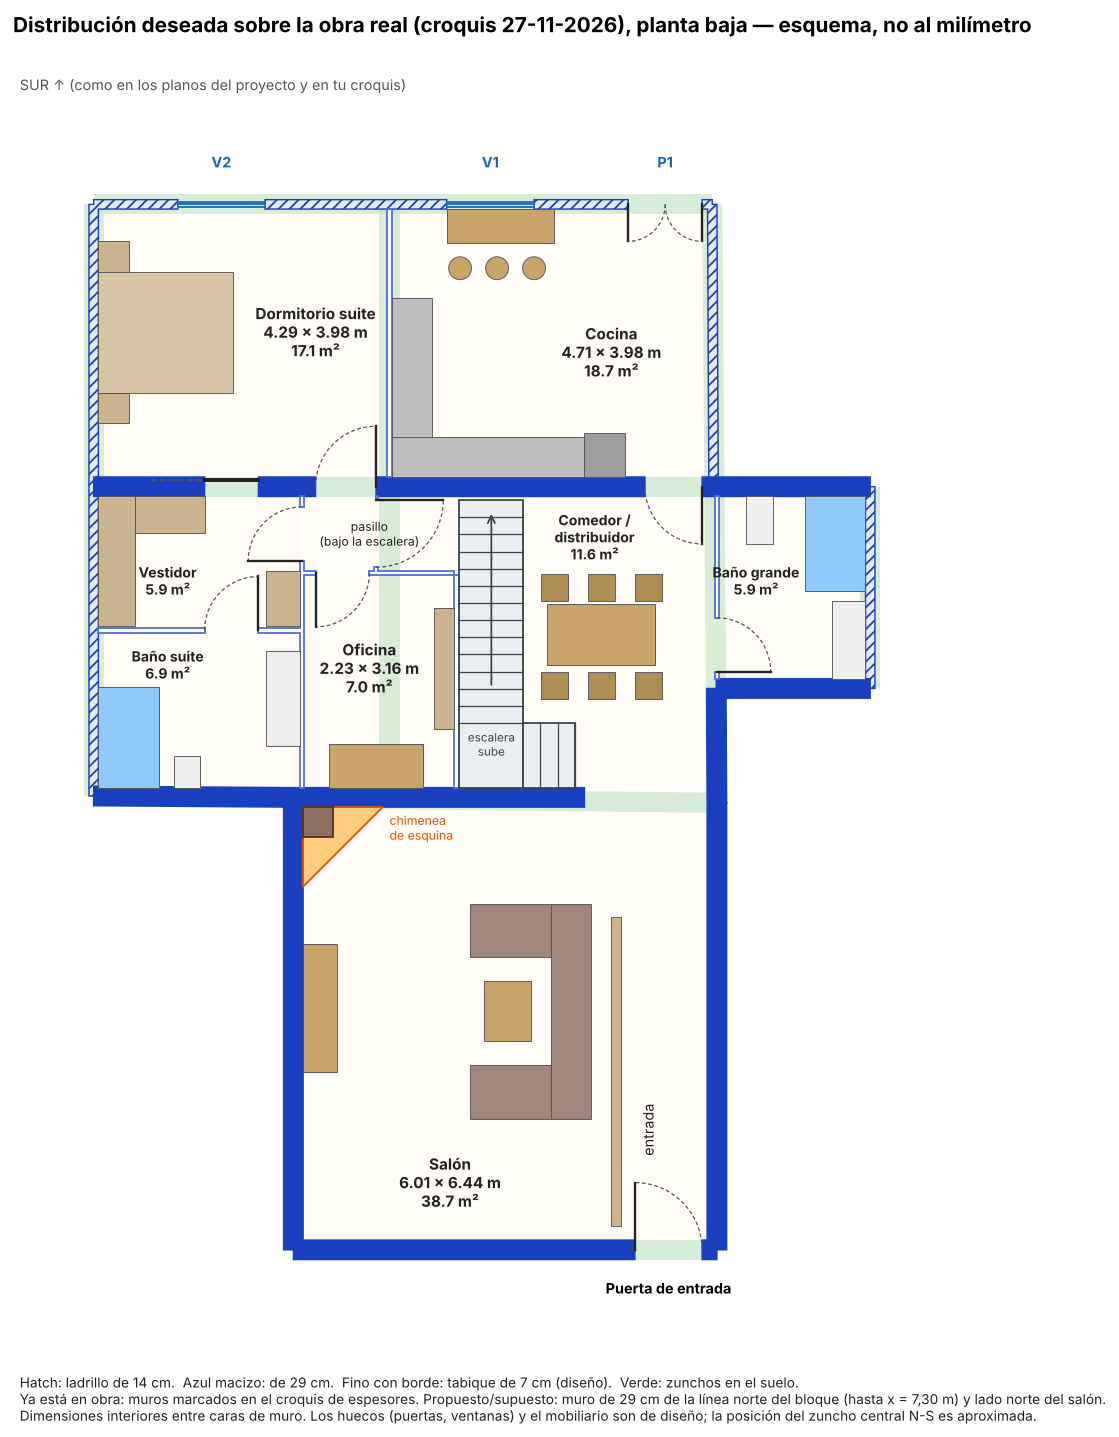 Distribución deseada sobre la obra real (croquis 27-11-2026), planta baja — esquema, no al milímetro
SUR ↑ (como en los planos del proyecto y en tu croquis)
V2
V1
P1
Dormitorio suite
4.29 × 3.98 m
17.1 m²
Cocina
4.71 × 3.98 m
18.7 m²
pasillo
(bajo la escalera)
Comedor /
distribuidor
11.6 m²
Vestidor
5.9 m²
Baño grande
5.9 m²
Baño suite
6.9 m²
Oficina
2.23 × 3.16 m
7.0 m²
escalera
sube
chimenea
de esquina
entrada
Salón
6.01 × 6.44 m
38.7 m²
Puerta de entrada
Hatch: ladrillo de 14 cm.  Azul macizo: de 29 cm.  Fino con borde: tabique de 7 cm (diseño).  Verde: zunchos en el suelo.
Ya está en obra: muros marcados en el croquis de espesores. Propuesto/supuesto: muro de 29 cm de la línea norte del bloque (hasta x = 7,30 m) y lado norte del salón.
Dimensiones interiores entre caras de muro. Los huecos (puertas, ventanas) y el mobiliario son de diseño; la posición del zuncho central N-S es aproximada.